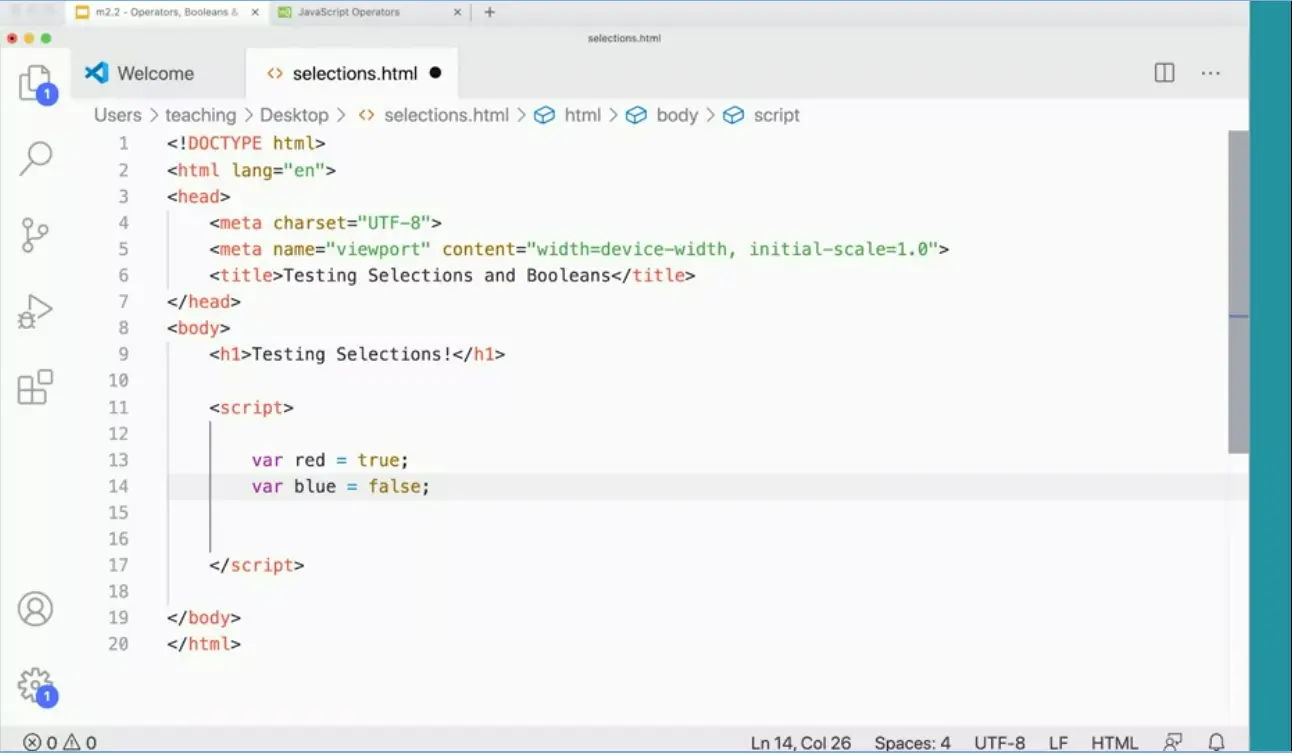 m2.2 - Operators, Booleans &
JavaScript Operators
selections.html
Welcome
selections.html
Users > teaching > Desktop > selections.html > html > body > script
1 <!DOCTYPE html>
2 <html lang="en">
3 <head>
4 <meta charset="UTF-8">
5 <meta name="viewport" content="width=device-width, initial-scale=1.0">
6 <title>Testing Selections and Booleans</title>
7 </head>
8 <body>
9 <h1>Testing Selections!</h1>
10
11 <script>
12
13 var red = true;
14 var blue = false;
15
16
17 </script>
18
19 </body>
20 </html>
1
1
0 0 Ln 14, Col 26 Spaces: 4 UTF-8 LF HTML